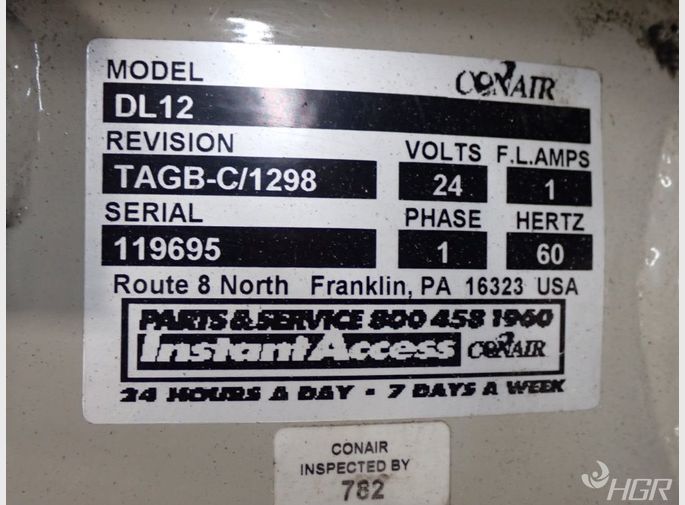 MODEL CONAIR
DL12
REVISION VOLTS F.L.AMPS
TAGB-C/1298 24 1
SERIAL PHASE HERTZ
119695 1 60
Route 8 North Franklin, PA 16323 USA
PARTS & SERVICE 800 458 1960
InstantAccess CONAIR
24 HOURS A DAY - 7 DAYS A WEEK
CONAIR
INSPECTED BY
782
HGR